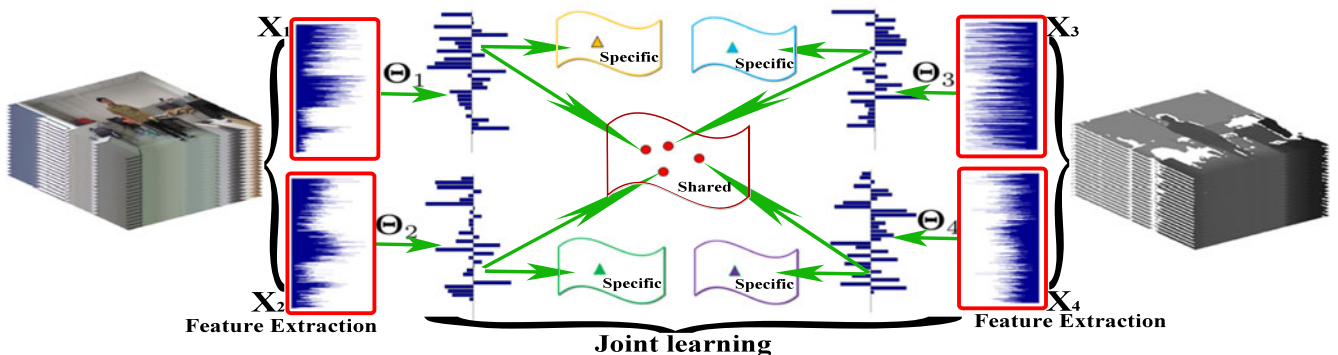 X1
X3
Specific
Specific
Θ1
Θ3
Shared
Θ2
Θ4
Specific
Specific
X2
X4
Feature Extraction
Feature Extraction
Joint learning